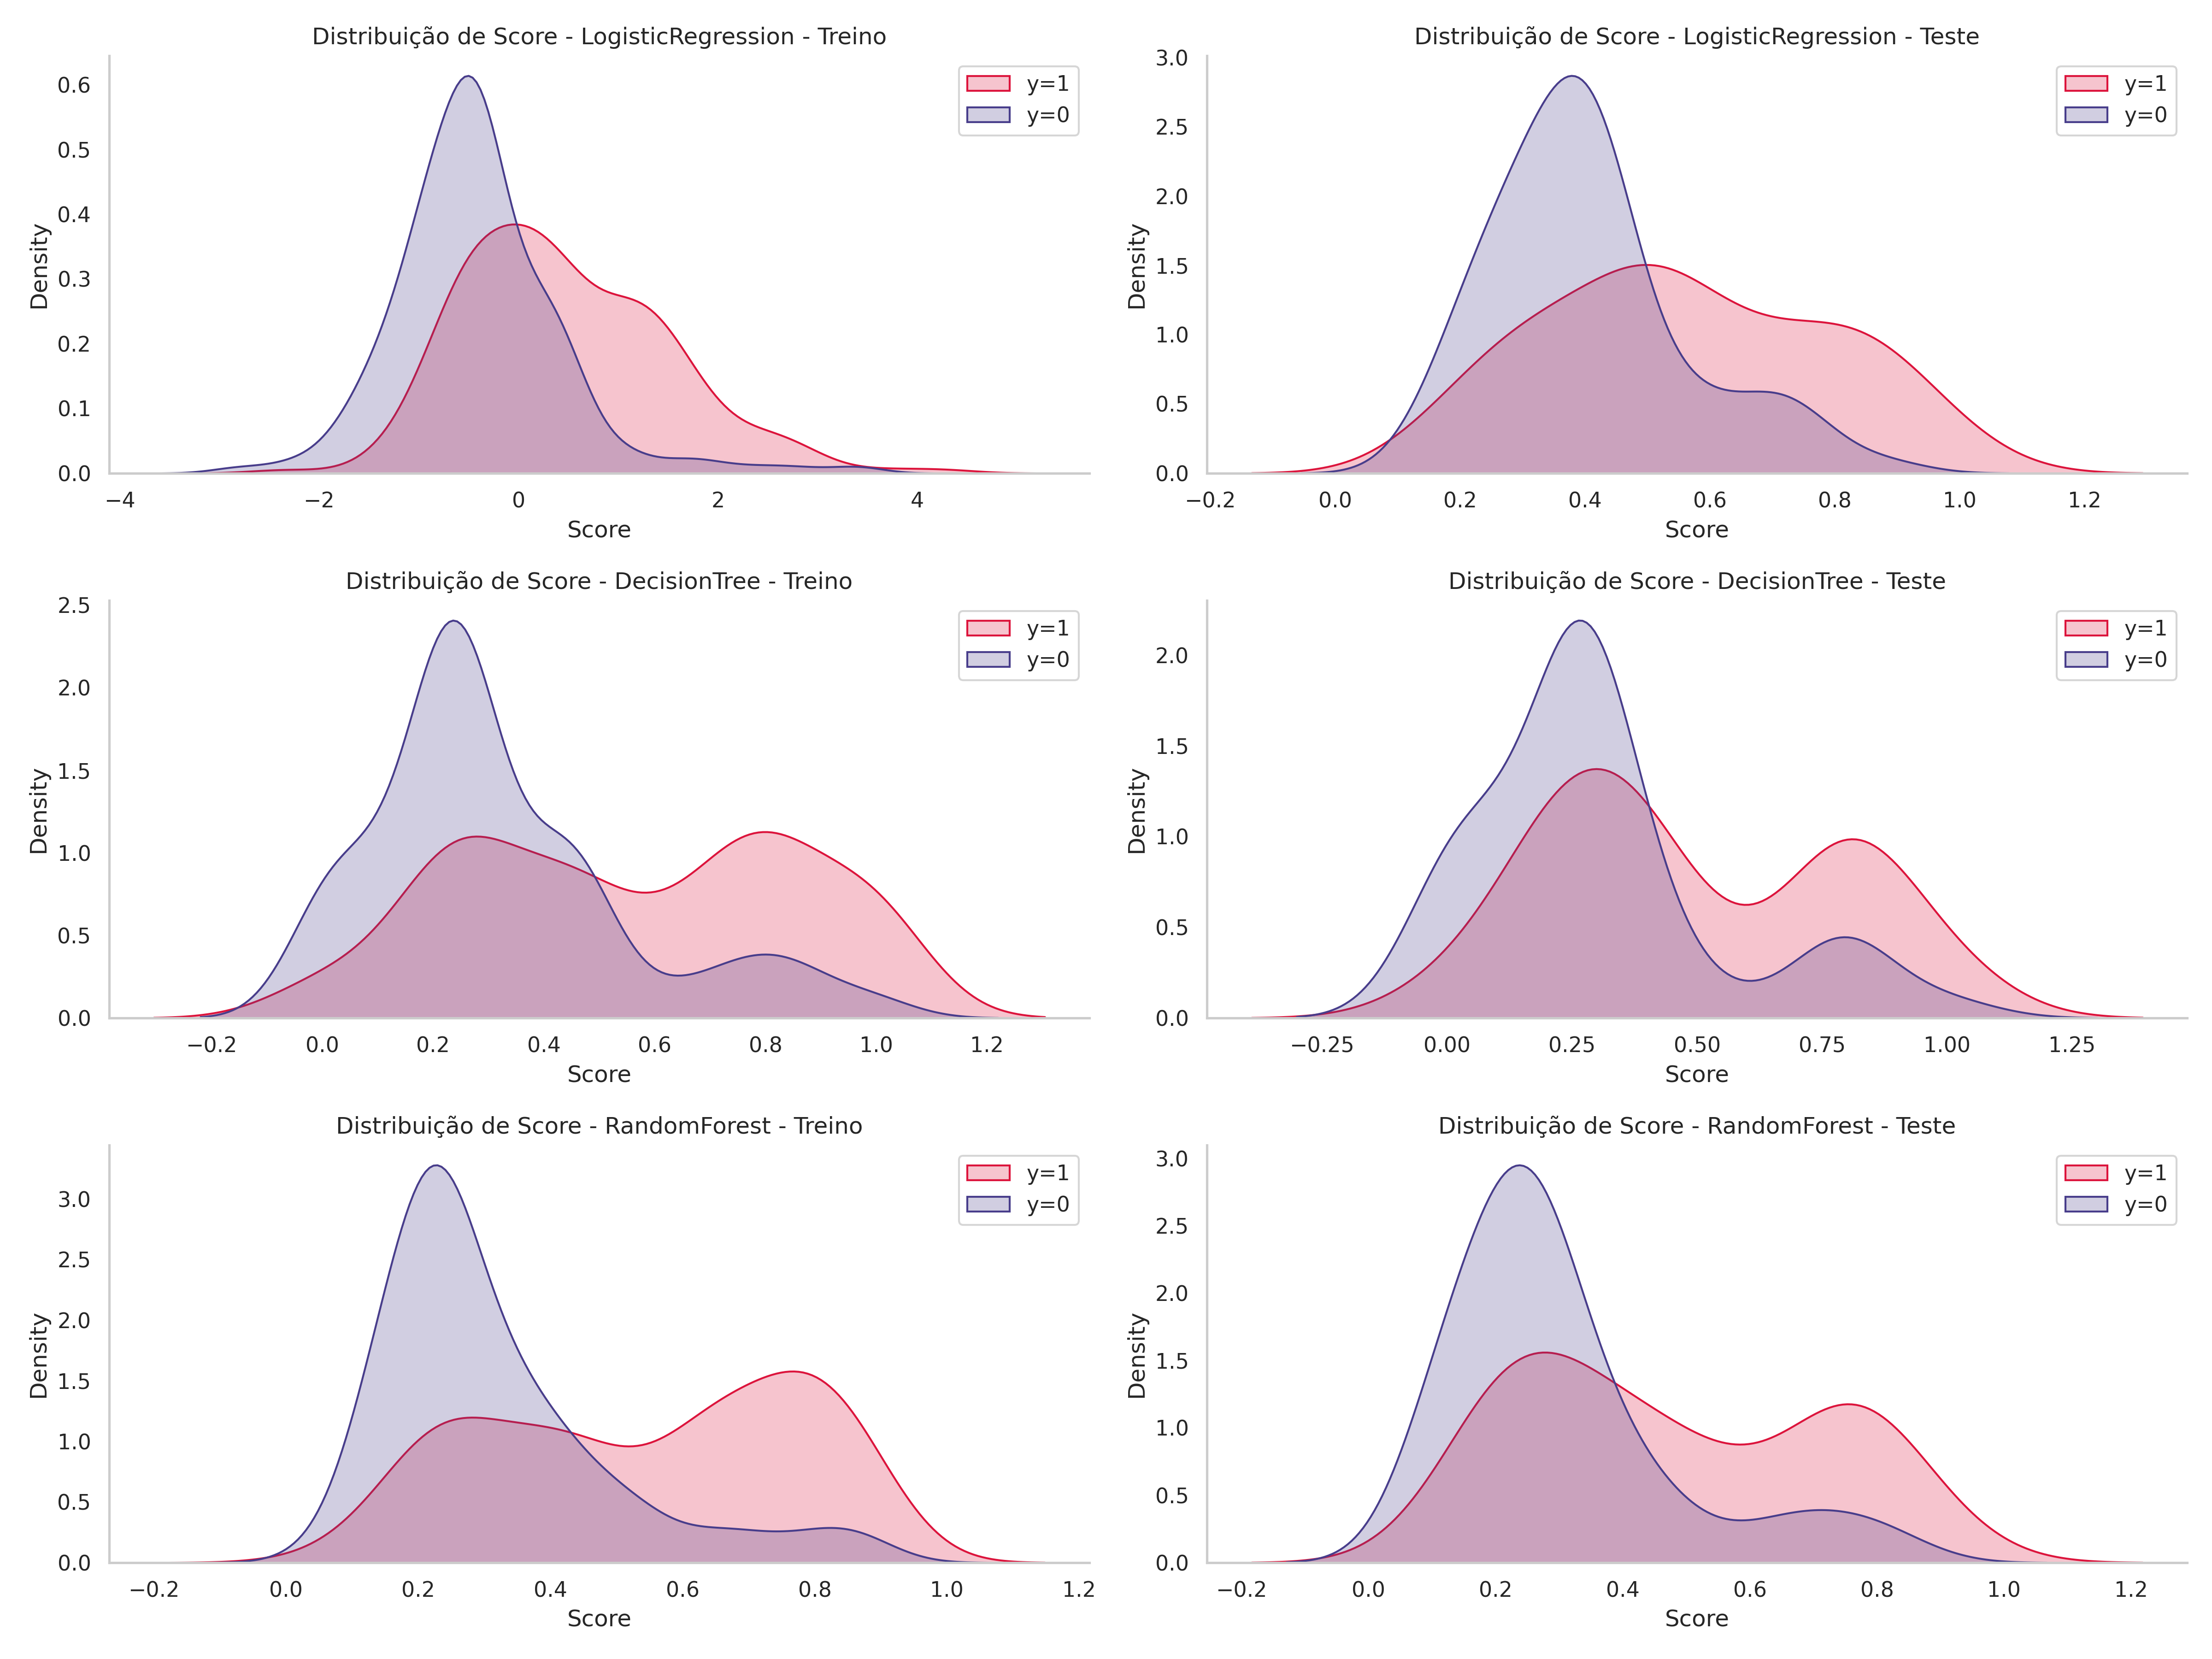 Distribuição de Score - LogisticRegression - Treino
0.6
0.5
0.4
0.3
0.2
0.1
0.0
Density
y=1
y=0
−4 −2 0 2 4
Score
Distribuição de Score - LogisticRegression - Teste
3.0
2.5
2.0
1.5
1.0
0.5
0.0
Density
y=1
y=0
−0.2 0.0 0.2 0.4 0.6 0.8 1.0 1.2
Score
Distribuição de Score - DecisionTree - Treino
2.5
2.0
1.5
1.0
0.5
0.0
Density
y=1
y=0
−0.2 0.0 0.2 0.4 0.6 0.8 1.0 1.2
Score
Distribuição de Score - DecisionTree - Teste
2.0
1.5
1.0
0.5
0.0
Density
y=1
y=0
−0.25 0.00 0.25 0.50 0.75 1.00 1.25
Score
Distribuição de Score - RandomForest - Treino
3.0
2.5
2.0
1.5
1.0
0.5
0.0
Density
y=1
y=0
−0.2 0.0 0.2 0.4 0.6 0.8 1.0 1.2
Score
Distribuição de Score - RandomForest - Teste
3.0
2.5
2.0
1.5
1.0
0.5
0.0
Density
y=1
y=0
−0.2 0.0 0.2 0.4 0.6 0.8 1.0 1.2
Score